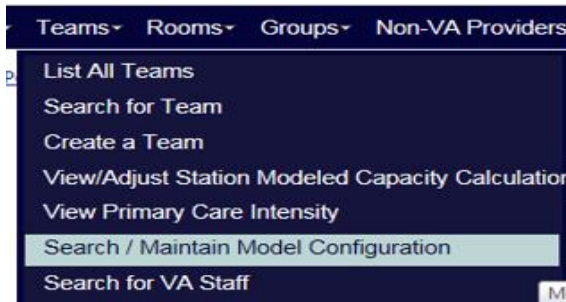 Teams Rooms Groups Non-VA Providers
List All Teams
Search for Team
Create a Team
View/Adjust Station Modeled Capacity Calculation
View Primary Care Intensity
Search / Maintain Model Configuration
Search for VA Staff
M